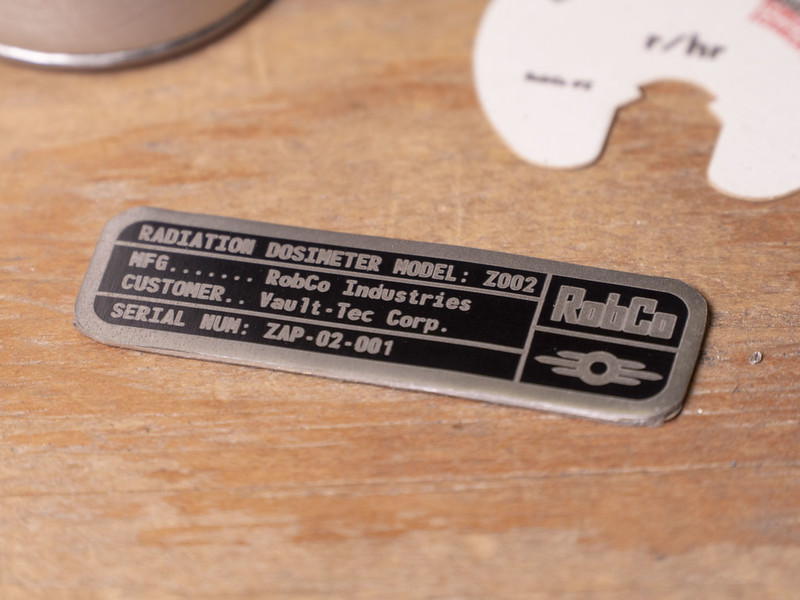 r/hr
RADIATION DOSIMETER MODEL: Z002
MFG........ RobCo Industries
CUSTOMER.. Vault-Tec Corp.
SERIAL NUM: ZAP-02-001
RobCo